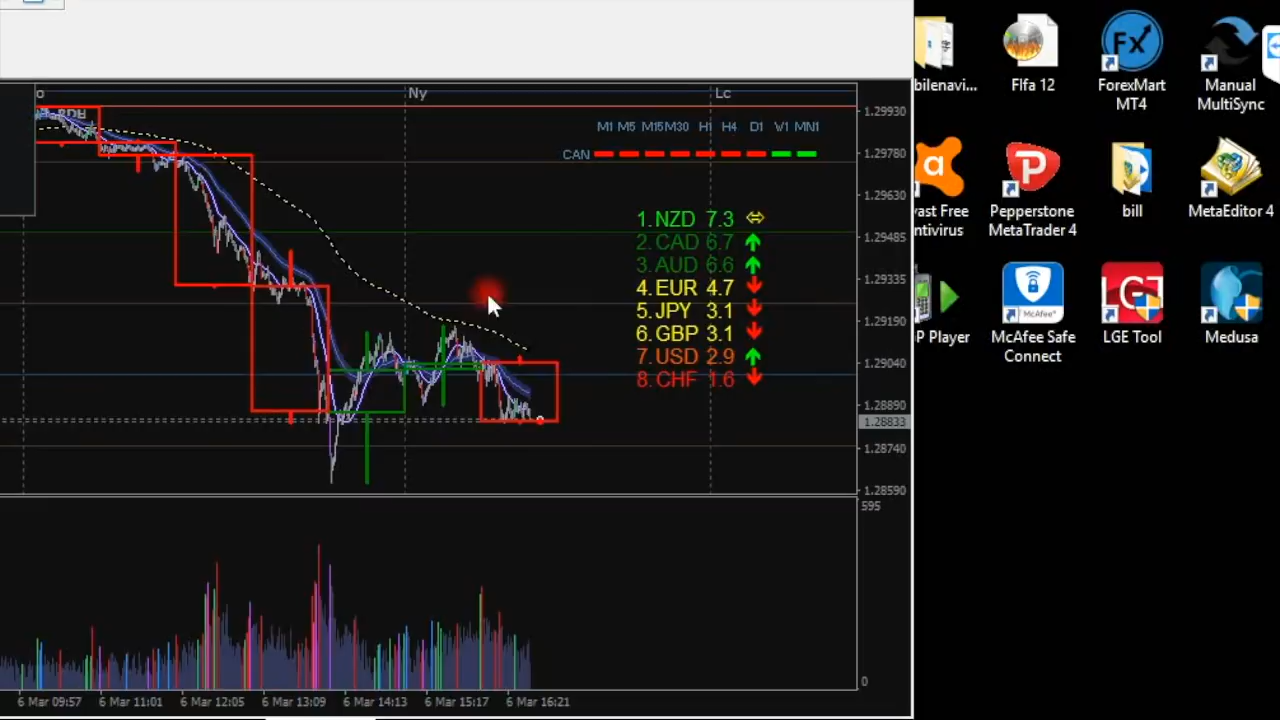 o
Ny
Lc
BDH
M1 M5 M15 M30 H1 H4 D1 W1 MN1
CAN
1. NZD 7.3
2. CAD 6.7
3. AUD 6.6
4. EUR 4.7
5. JPY 3.1
6. GBP 3.1
7. USD 2.9
8. CHF 1.6
1.29930
1.29780
1.29630
1.29485
1.29335
1.29190
1.29040
1.28890
1.28833
1.28740
1.28590
595
0
6 Mar 09:57
6 Mar 11:01
6 Mar 12:05
6 Mar 13:09
6 Mar 14:13
6 Mar 15:17
6 Mar 16:21
bilenavi...
FIfa 12
ForexMart
MT4
Manual
MultiSync
vast Free
ntivirus
Pepperstone
MetaTrader 4
bill
MetaEditor 4
P Player
McAfee Safe
Connect
LGE Tool
Medusa